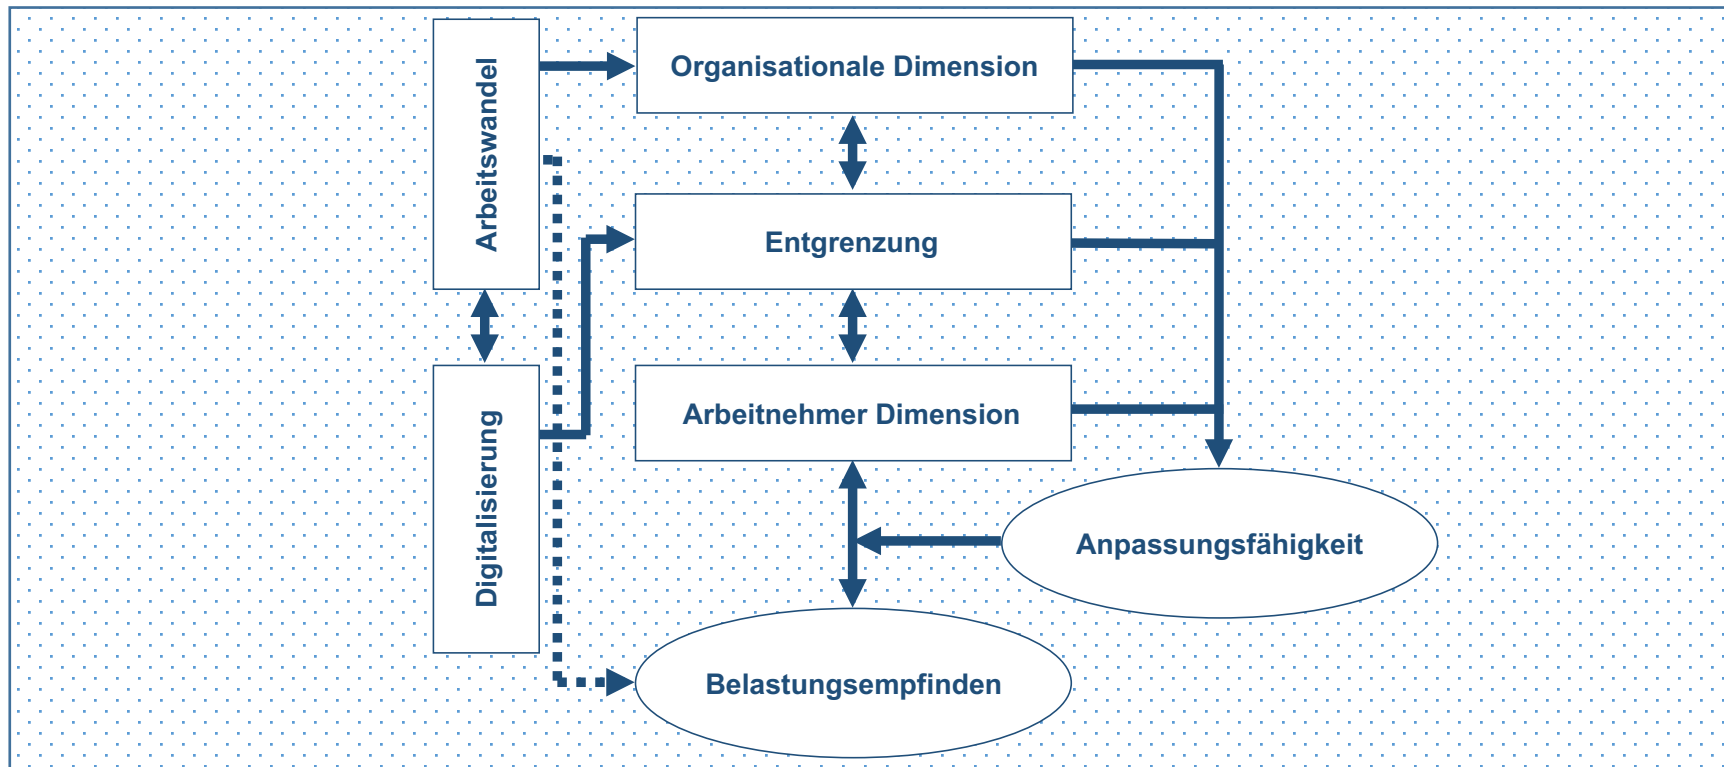 Arbeitswandel
Organisationale Dimension
Entgrenzung
Digitalisierung
Arbeitnehmer Dimension
Anpassungsfähigkeit
Belastungsempfinden